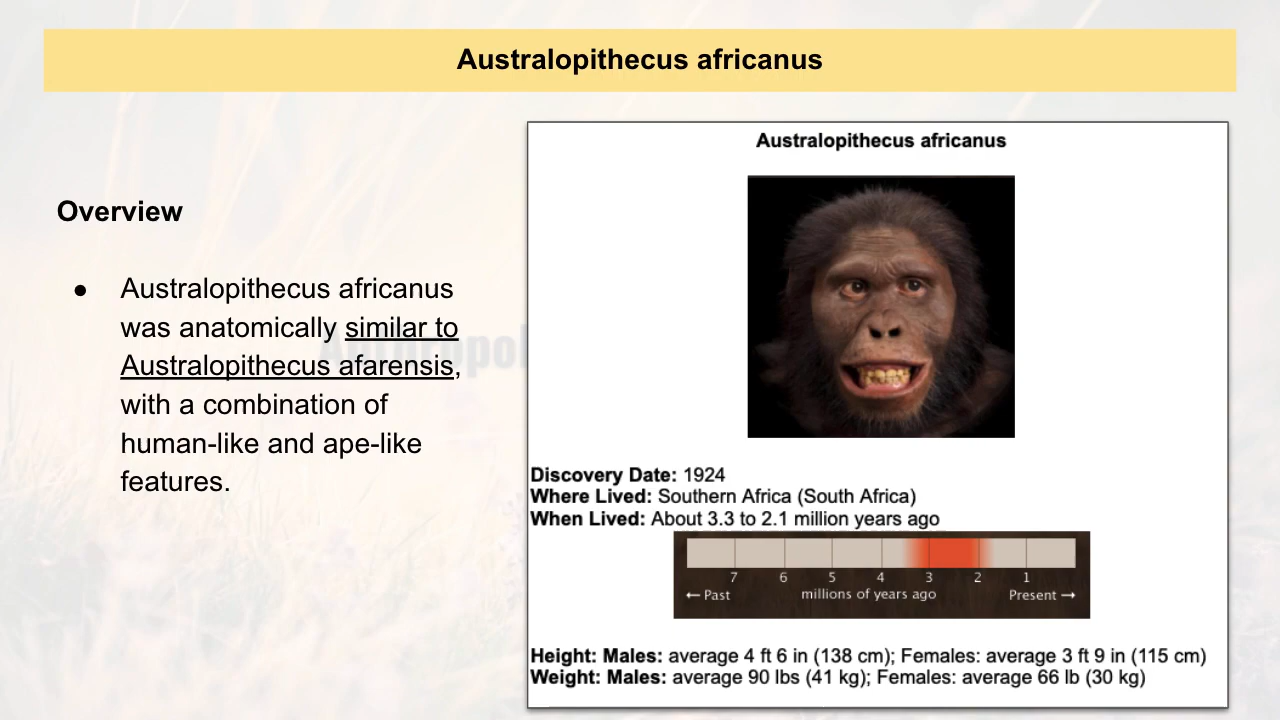 Australopithecus africanus
Overview
● Australopithecus africanus
was anatomically similar to
Australopithecus afarensis,
with a combination of
human-like and ape-like
features.
Australopithecus africanus
Discovery Date: 1924
Where Lived: Southern Africa (South Africa)
When Lived: About 3.3 to 2.1 million years ago
7 6 5 4 3 2 1
← Past millions of years ago Present →
Height: Males: average 4 ft 6 in (138 cm); Females: average 3 ft 9 in (115 cm)
Weight: Males: average 90 lbs (41 kg); Females: average 66 lb (30 kg)